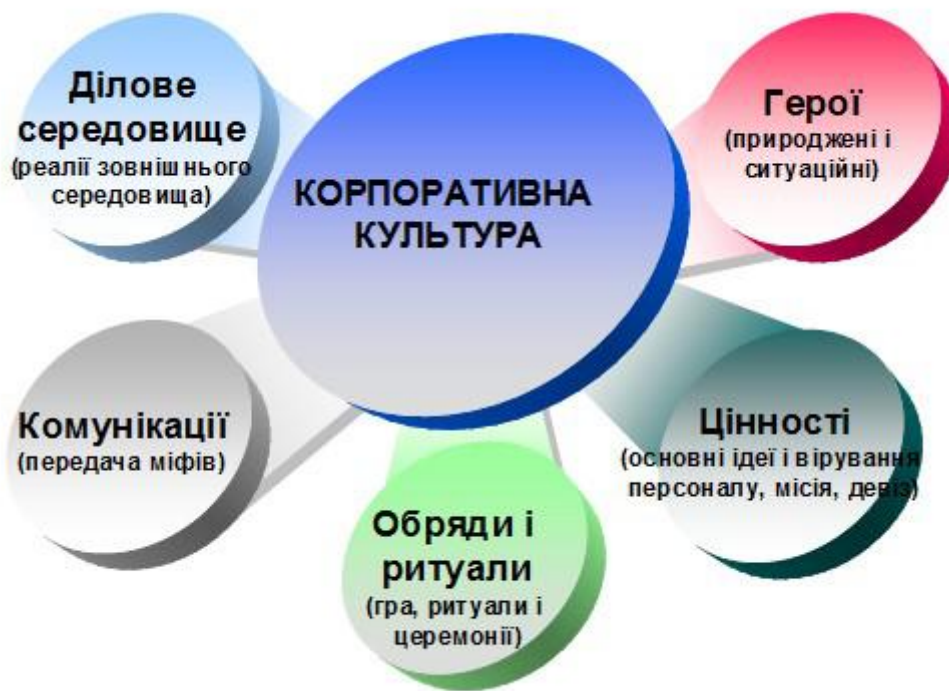 Ділове
середовище
(реалії зовнішнього
середовища)
КОРПОРАТИВНА
КУЛЬТУРА
Герої
(природжені і
ситуаційні)
Комунікації
(передача міфів)
Цінності
(основні ідеї і вірування
персоналу, місія, девіз)
Обряди і
ритуали
(гра, ритуали і
церемонії)